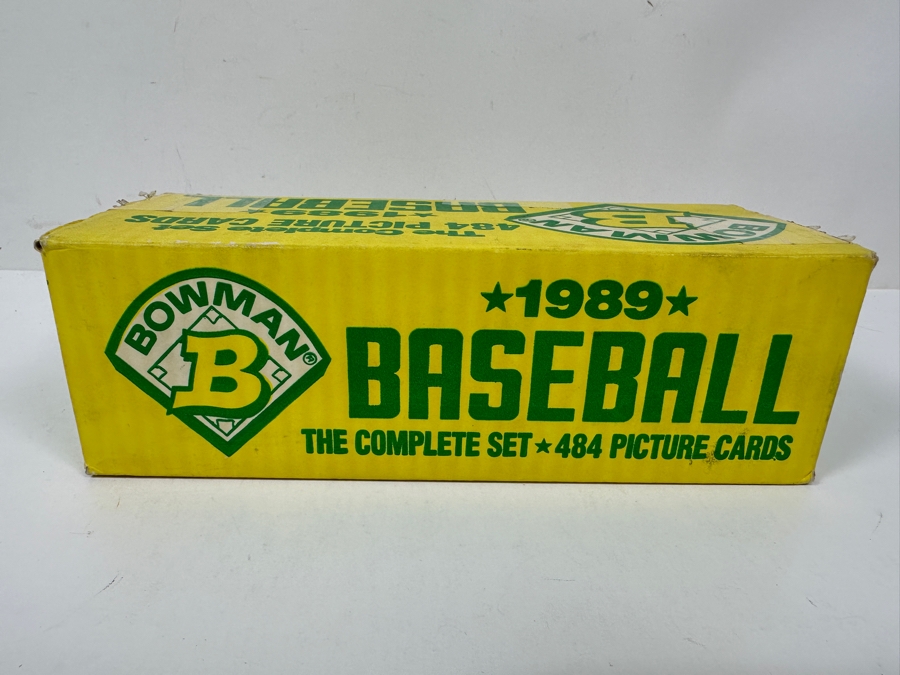 BASEBALL
★1989★
484 PICTURE CARDS
The Complete Set
BOWMAN
B
BOWMAN®
B
★1989★
BASEBALL
THE COMPLETE SET★484 PICTURE CARDS